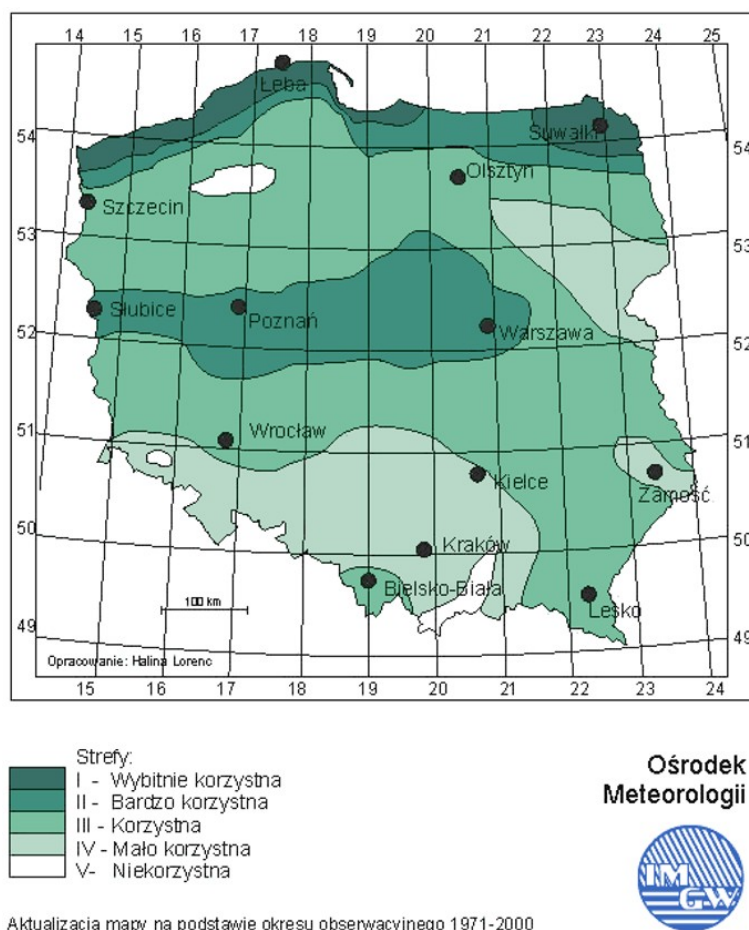 14 15 16 17 18 19 20 21 22 23 24 25
Łeba
54 Suwałki 54
Olsztyn
Szczecin
53 53
Słubice Poznań Warszawa
52 52
51 Wrocław 51
Kielce Zamość
50 Kraków 50
Bielsko-Biała Lesko
100 km
49 49
Opracowanie: Halina Lorenc
15 16 17 18 19 20 21 22 23 24
Strefy:
I - Wybitnie korzystna
II - Bardzo korzystna
III - Korzystna
IV - Mało korzystna
V- Niekorzystna
Ośrodek
Meteorologii
IM
GW
Aktualizacja mapy na podstawie okresu obserwacyjnego 1971-2000